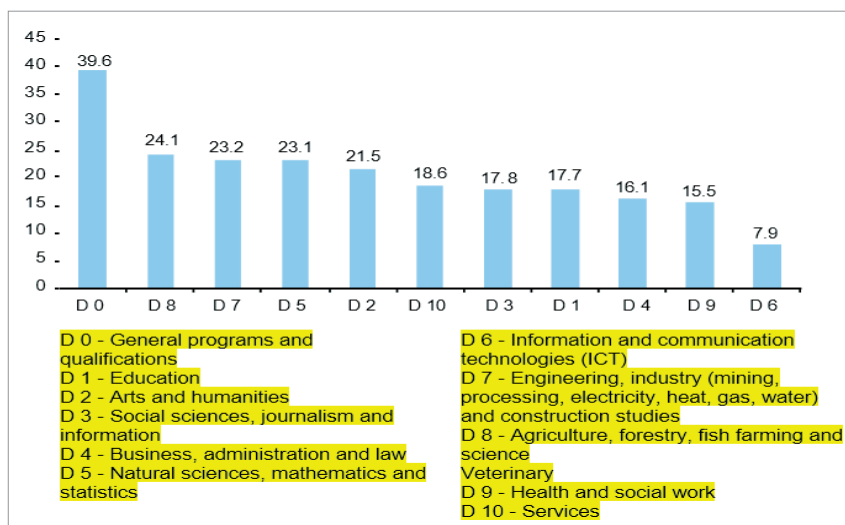 45
40
35
30
25
20
15
10
5
0
39.6
24.1
23.2
23.1
21.5
18.6
17.8
17.7
16.1
15.5
7.9
D 0 D 8 D 7 D 5 D 2 D 10 D 3 D 1 D 4 D 9 D 6
D 0 - General programs and
qualifications
D 1 - Education
D 2 - Arts and humanities
D 3 - Social sciences, journalism and
information
D 4 - Business, administration and law
D 5 - Natural sciences, mathematics and
statistics
D 6 - Information and communication
technologies (ICT)
D 7 - Engineering, industry (mining,
processing, electricity, heat, gas, water)
and construction studies
D 8 - Agriculture, forestry, fish farming and
science
Veterinary
D 9 - Health and social work
D 10 - Services